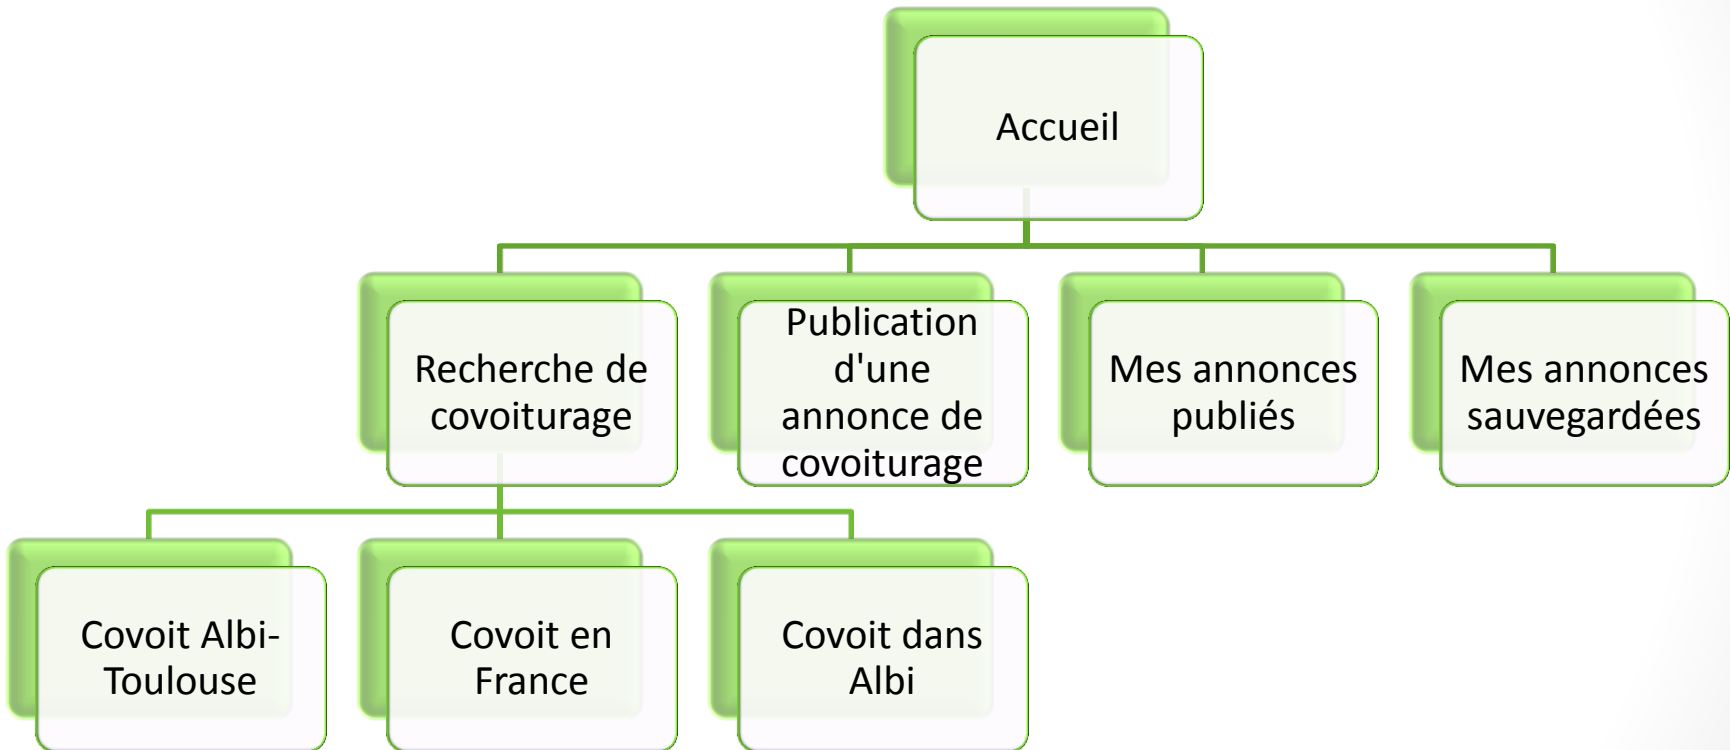 Accueil
Recherche de
covoiturage
Publication
d'une
annonce de
covoiturage
Mes annonces
publiés
Mes annonces
sauvegardées
Covoit Albi-
Toulouse
Covoit en
France
Covoit dans
Albi